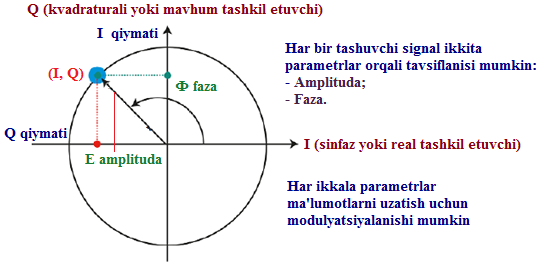 Q (kvadraturali yoki mavhum tashkil etuvchi)
I qiymati
(I, Q)
Φ faza
Q qiymati
E amplituda
I (sinfaz yoki real tashkil etuvchi)
Har bir tashuvchi signal ikkita
parametrlar orqali tavsiflanisi mumkin:
- Amplituda;
- Faza.
Har ikkala parametrlar
ma'lumotlarni uzatish uchun
modulyatsiyalanishi mumkin